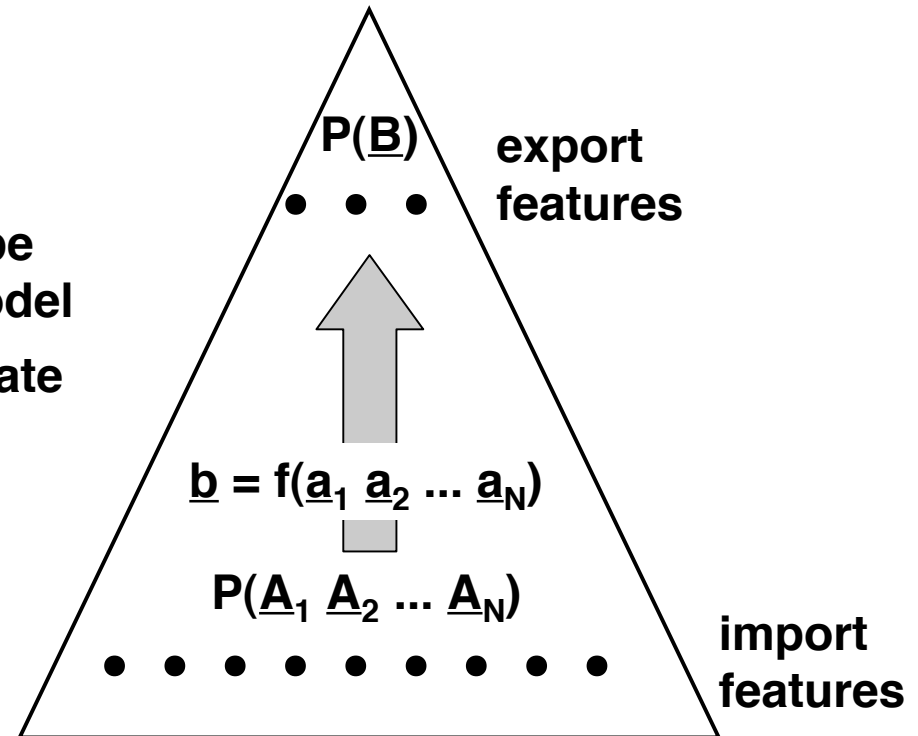 P(B)
export
features
b = f(a1 a2 ... aN)
P(A1 A2 ... AN)
import
features